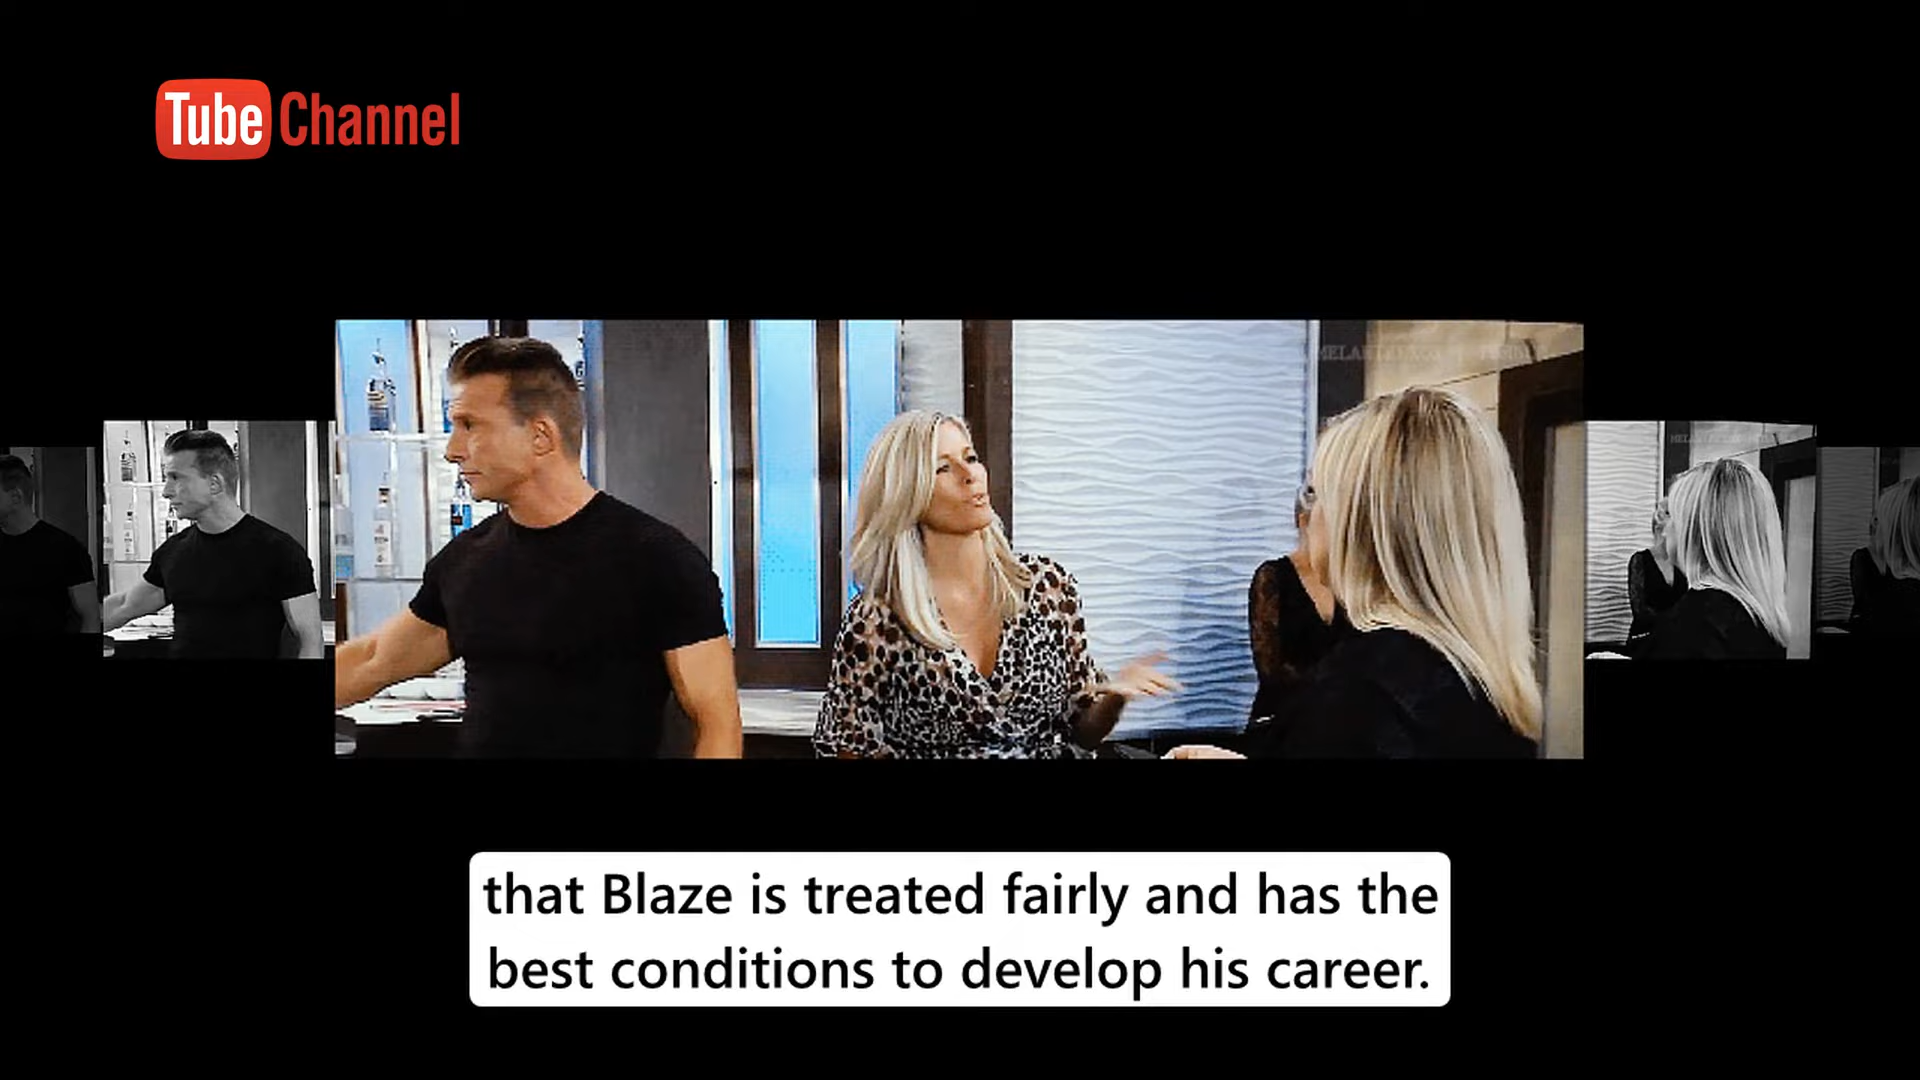 Tube Channel
that Blaze is treated fairly and has the
best conditions to develop his career.